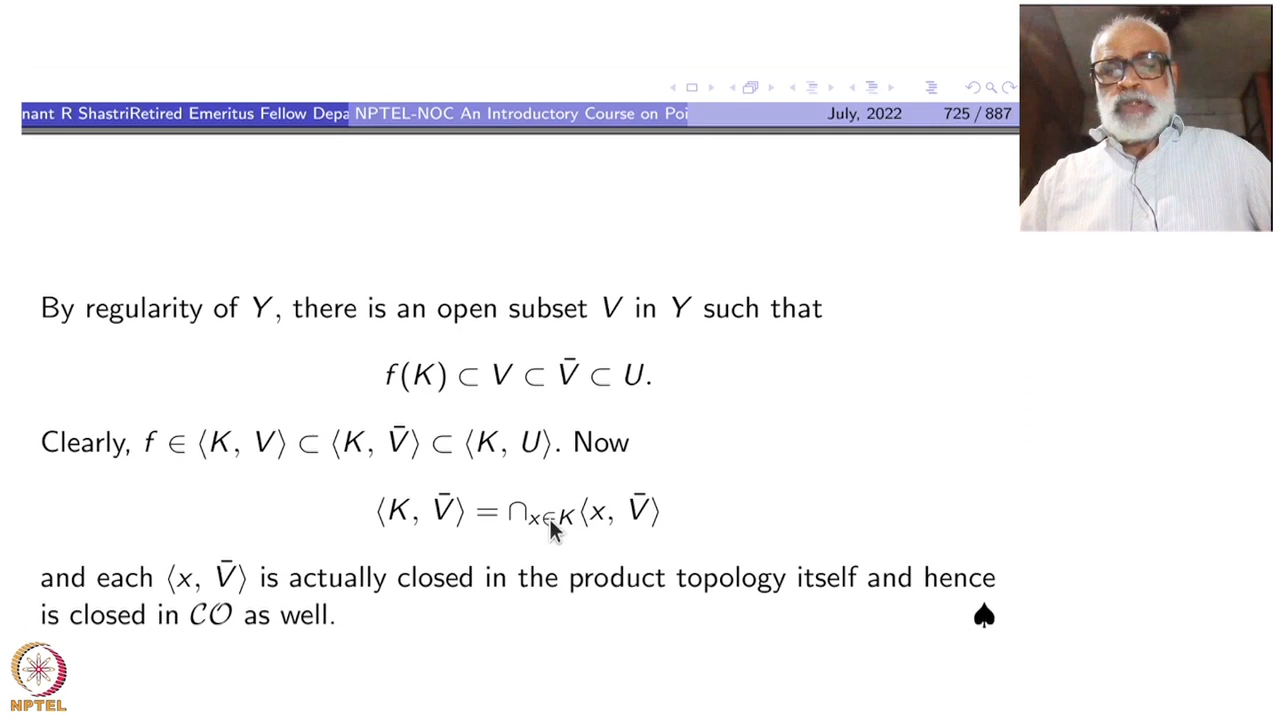 nant R ShastriRetired Emeritus Fellow Depa NPTEL-NOC An Introductory Course on Poi July, 2022 725 / 887
By regularity of Y, there is an open subset V in Y such that
f(K) ⊂ V ⊂ V̄ ⊂ U.
Clearly, f ∈ ⟨K, V⟩ ⊂ ⟨K, V̄⟩ ⊂ ⟨K, U⟩. Now
⟨K, V̄⟩ = ∩_{x∈K}⟨x, V̄⟩
and each ⟨x, V̄⟩ is actually closed in the product topology itself and hence
is closed in 𝒞𝒪 as well. ♠
NPTEL